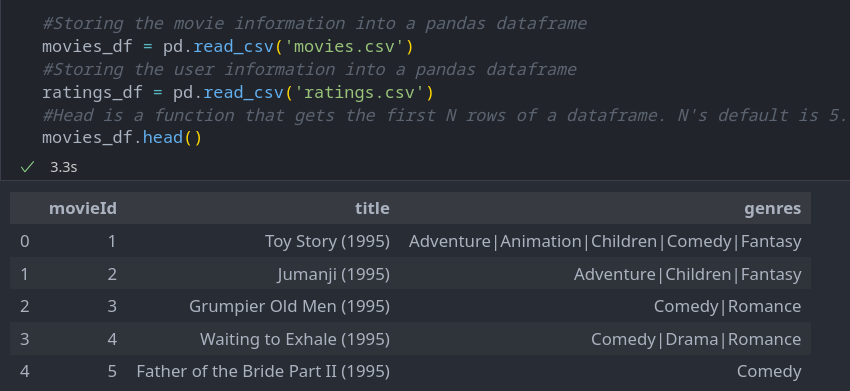 #Storing the movie information into a pandas dataframe
movies_df = pd.read_csv('movies.csv')
#Storing the user information into a pandas dataframe
ratings_df = pd.read_csv('ratings.csv')
#Head is a function that gets the first N rows of a dataframe. N's default is 5.
movies_df.head()
✓ 3.3s
movieId title genres
0 1 Toy Story (1995) Adventure|Animation|Children|Comedy|Fantasy
1 2 Jumanji (1995) Adventure|Children|Fantasy
2 3 Grumpier Old Men (1995) Comedy|Romance
3 4 Waiting to Exhale (1995) Comedy|Drama|Romance
4 5 Father of the Bride Part II (1995) Comedy